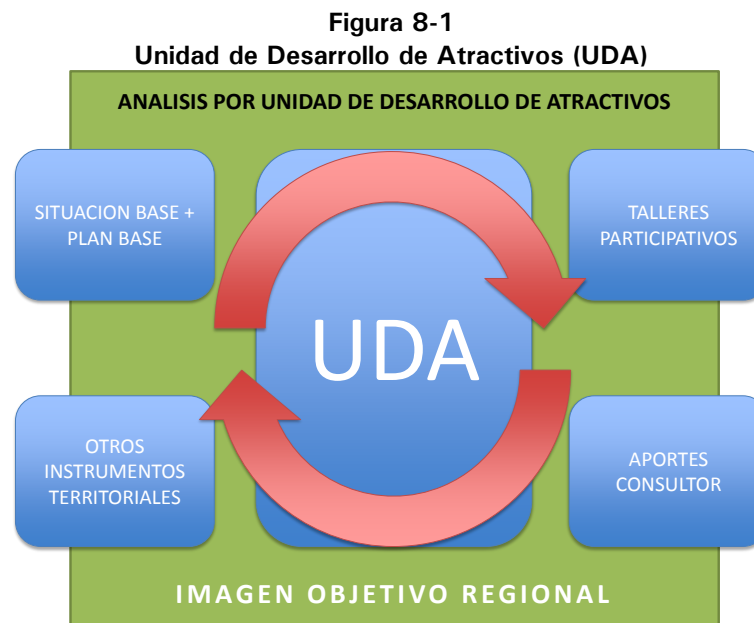 Figura 8-1
Unidad de Desarrollo de Atractivos (UDA)
ANALISIS POR UNIDAD DE DESARROLLO DE ATRACTIVOS
SITUACION BASE +
PLAN BASE
TALLERES
PARTICIPATIVOS
UDA
OTROS
INSTRUMENTOS
TERRITORIALES
APORTES
CONSULTOR
IMAGEN OBJETIVO REGIONAL